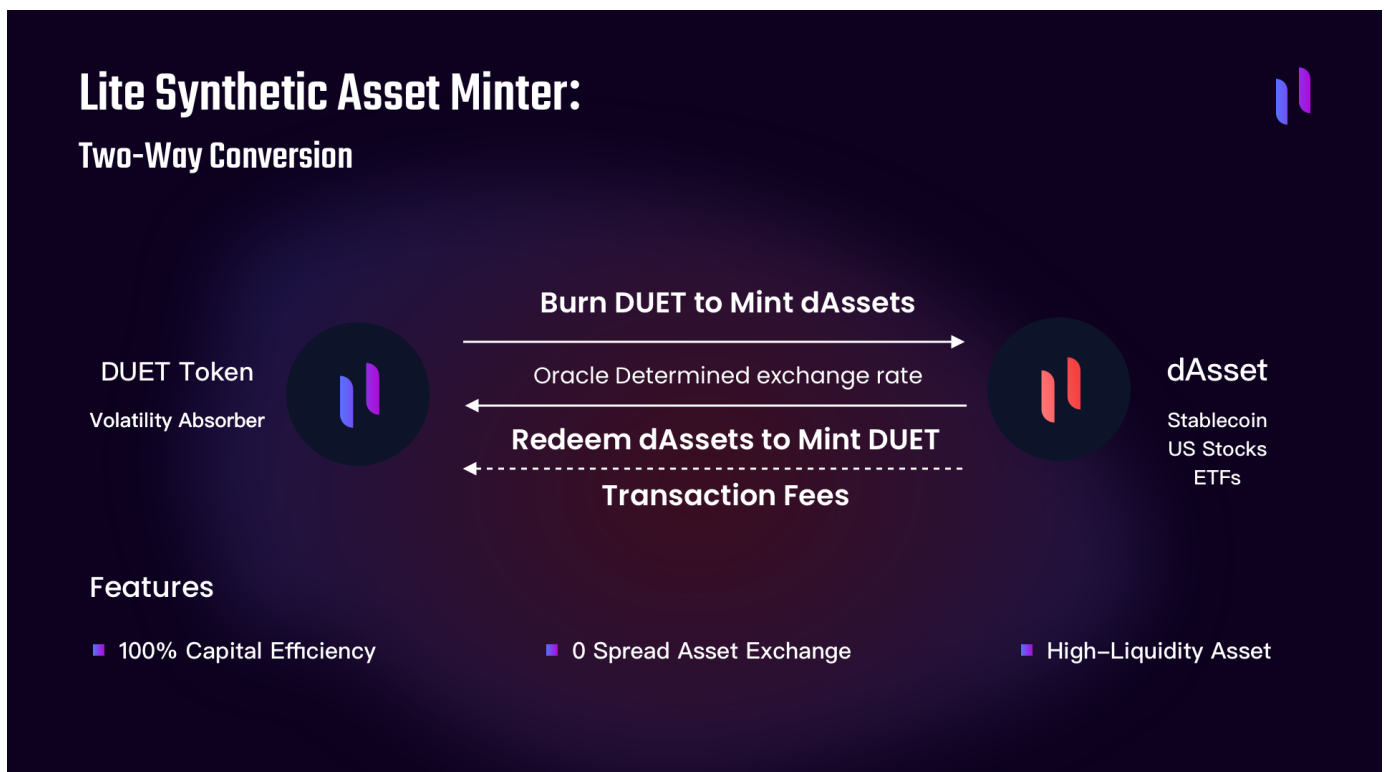 Lite Synthetic Asset Minter:
Two-Way Conversion
Burn DUET to Mint dAssets
DUET Token
Volatility Absorber
Oracle Determined exchange rate
Redeem dAssets to Mint DUET
Transaction Fees
dAsset
Stablecoin
US Stocks
ETFs
Features
100% Capital Efficiency
0 Spread Asset Exchange
High-Liquidity Asset